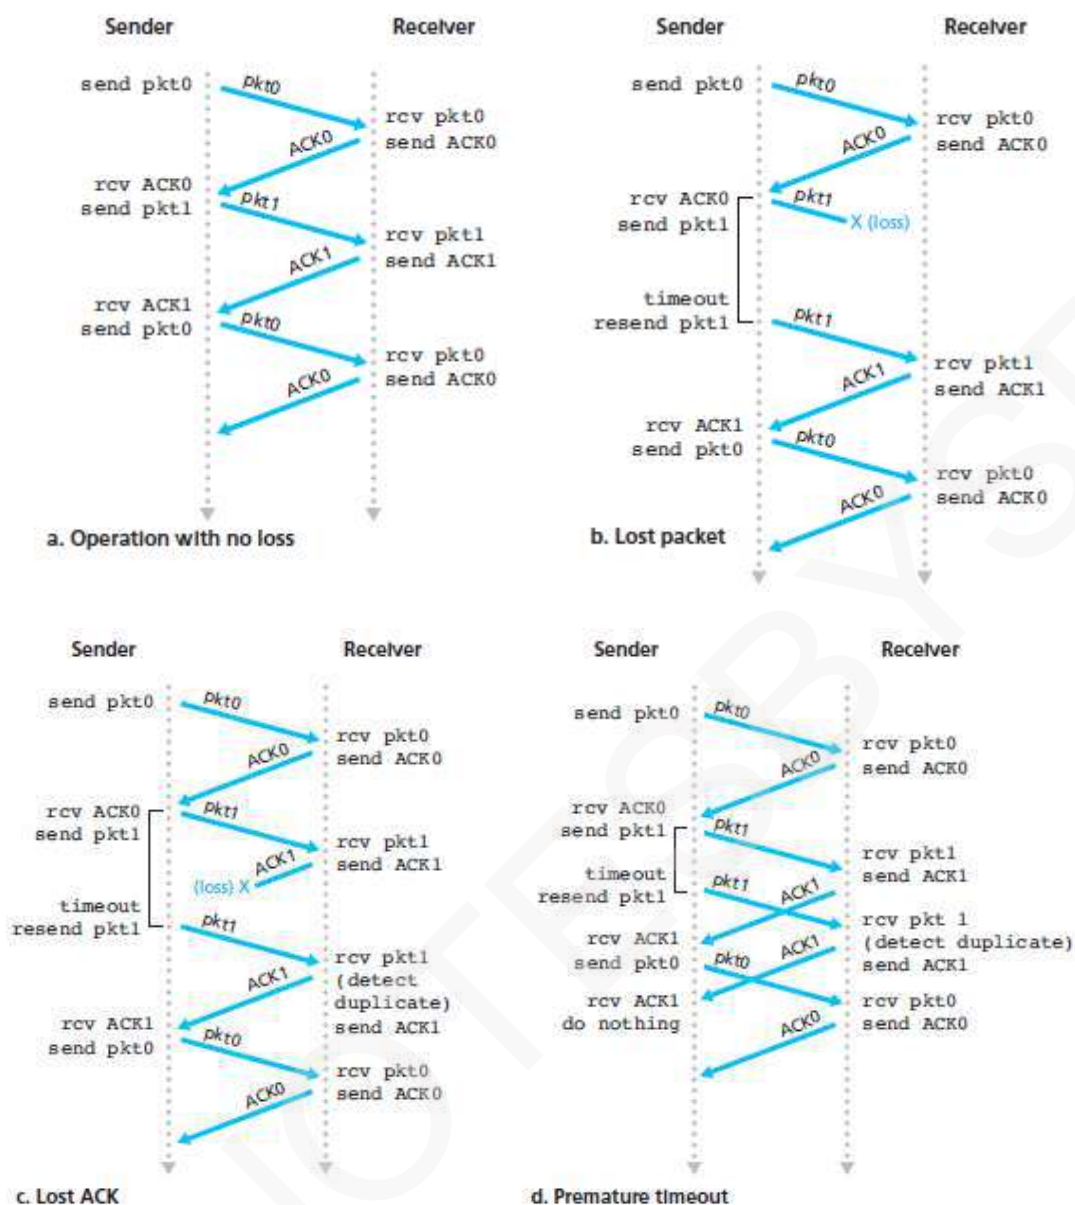 Sender
Receiver
send pkt0
pkt0
rcv pkt0
send ACK0
ACK0
rcv ACK0
send pkt1
pkt1
rcv pkt1
send ACK1
ACK1
rcv ACK1
send pkt0
pkt0
rcv pkt0
send ACK0
ACK0
a. Operation with no loss
Sender
Receiver
send pkt0
pkt0
rcv pkt0
send ACK0
ACK0
rcv ACK0
send pkt1
pkt1
X (loss)
timeout
resend pkt1
pkt1
rcv pkt1
send ACK1
ACK1
rcv ACK1
send pkt0
pkt0
rcv pkt0
send ACK0
ACK0
b. Lost packet
Sender
Receiver
send pkt0
pkt0
rcv pkt0
send ACK0
ACK0
rcv ACK0
send pkt1
pkt1
rcv pkt1
send ACK1
ACK1
(loss) X
timeout
resend pkt1
pkt1
rcv pkt1
(detect
duplicate)
send ACK1
ACK1
rcv ACK1
send pkt0
pkt0
rcv pkt0
send ACK0
ACK0
c. Lost ACK
Sender
Receiver
send pkt0
pkt0
rcv pkt0
send ACK0
ACK0
rcv ACK0
send pkt1
pkt1
rcv pkt1
send ACK1
ACK1
timeout
resend pkt1
pkt1
rcv pkt 1
(detect duplicate)
send ACK1
ACK1
rcv ACK1
send pkt0
pkt0
rcv pkt0
send ACK0
ACK0
rcv ACK1
do nothing
d. Premature timeout